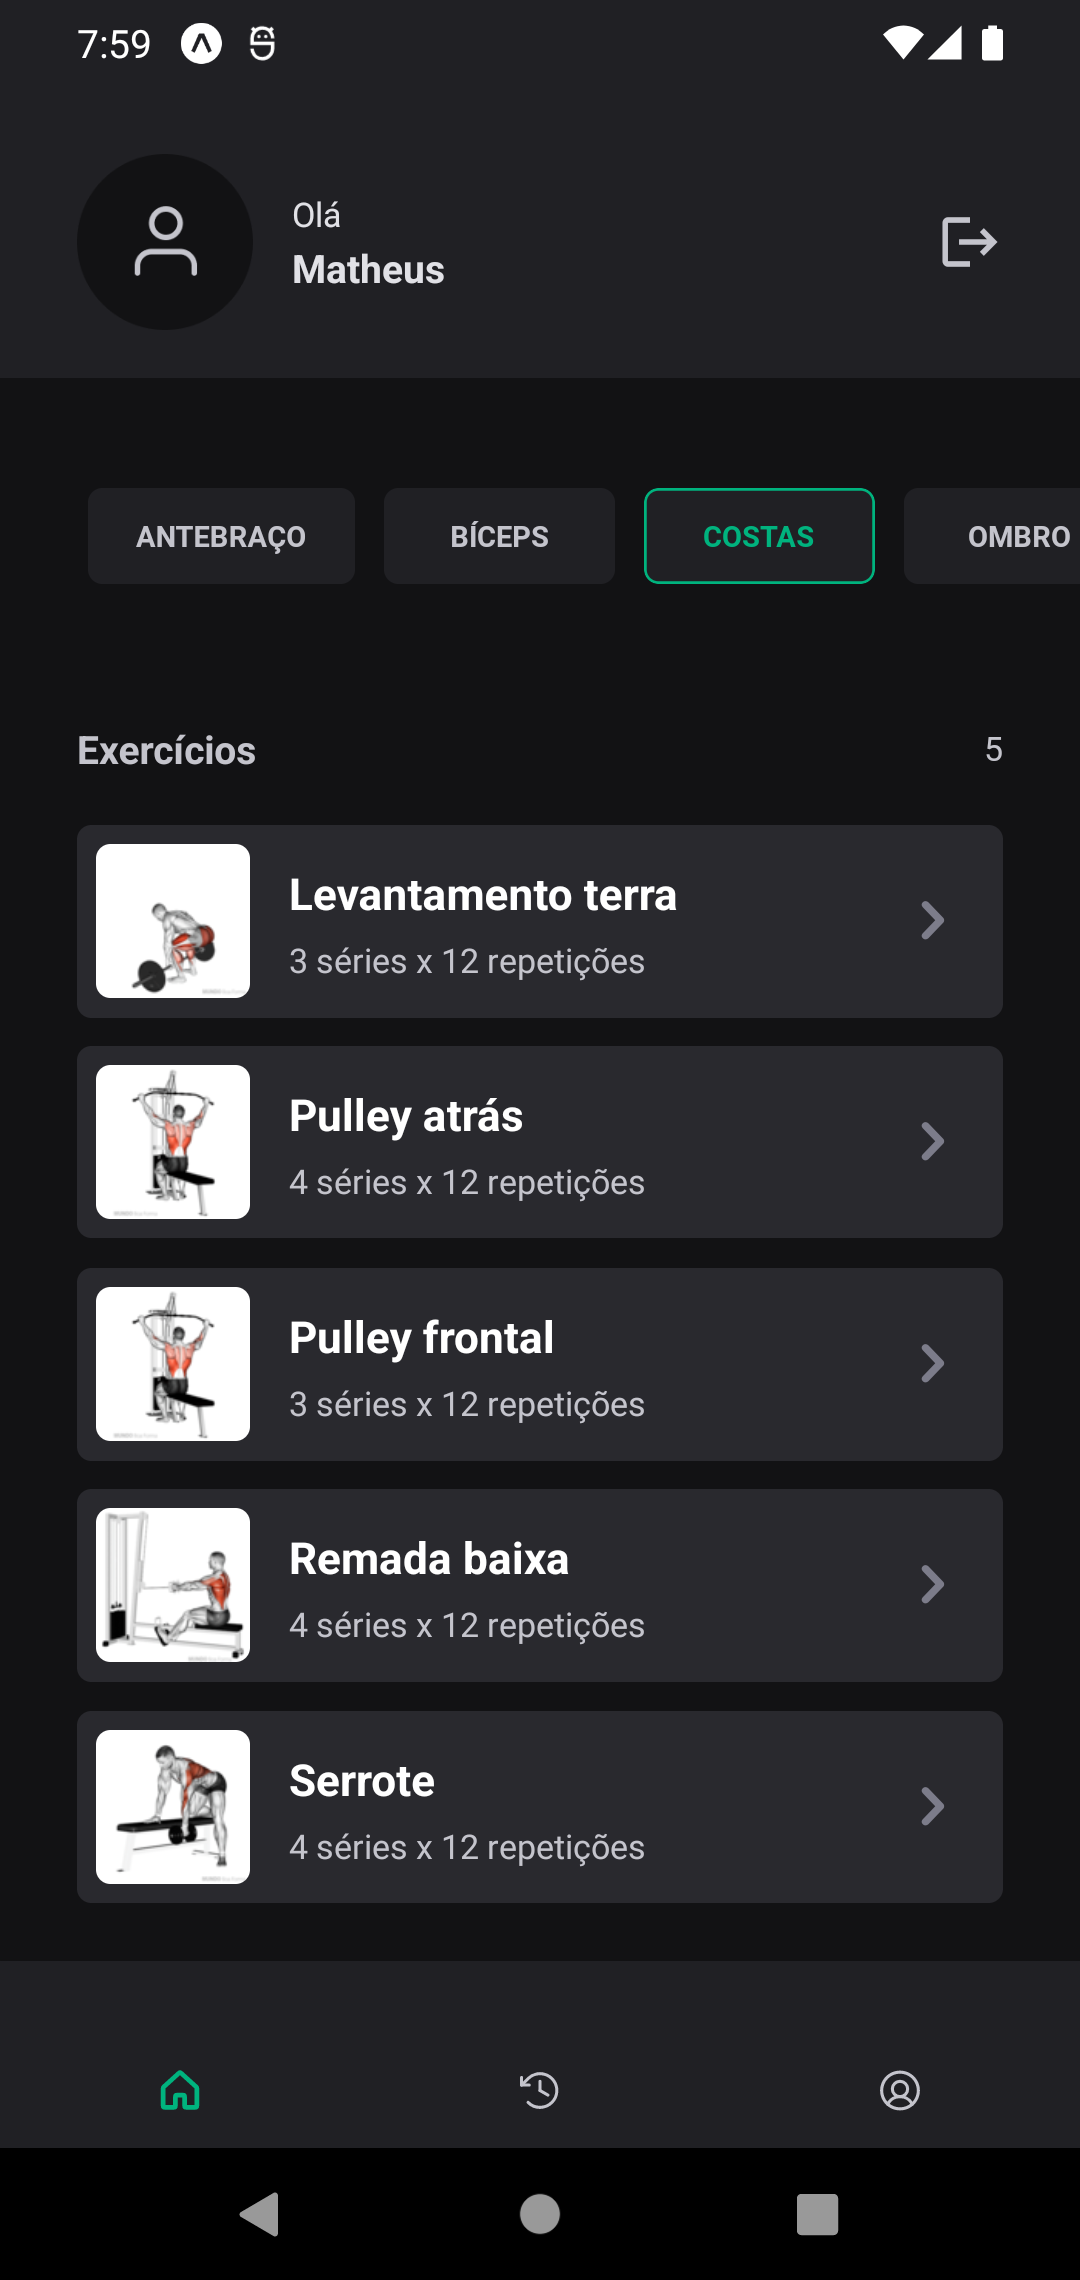 7:59
Olá
Matheus
ANTEBRAÇO BÍCEPS COSTAS OMBRO
Exercícios 5
Levantamento terra
3 séries x 12 repetições
Pulley atrás
4 séries x 12 repetições
Pulley frontal
3 séries x 12 repetições
Remada baixa
4 séries x 12 repetições
Serrote
4 séries x 12 repetições